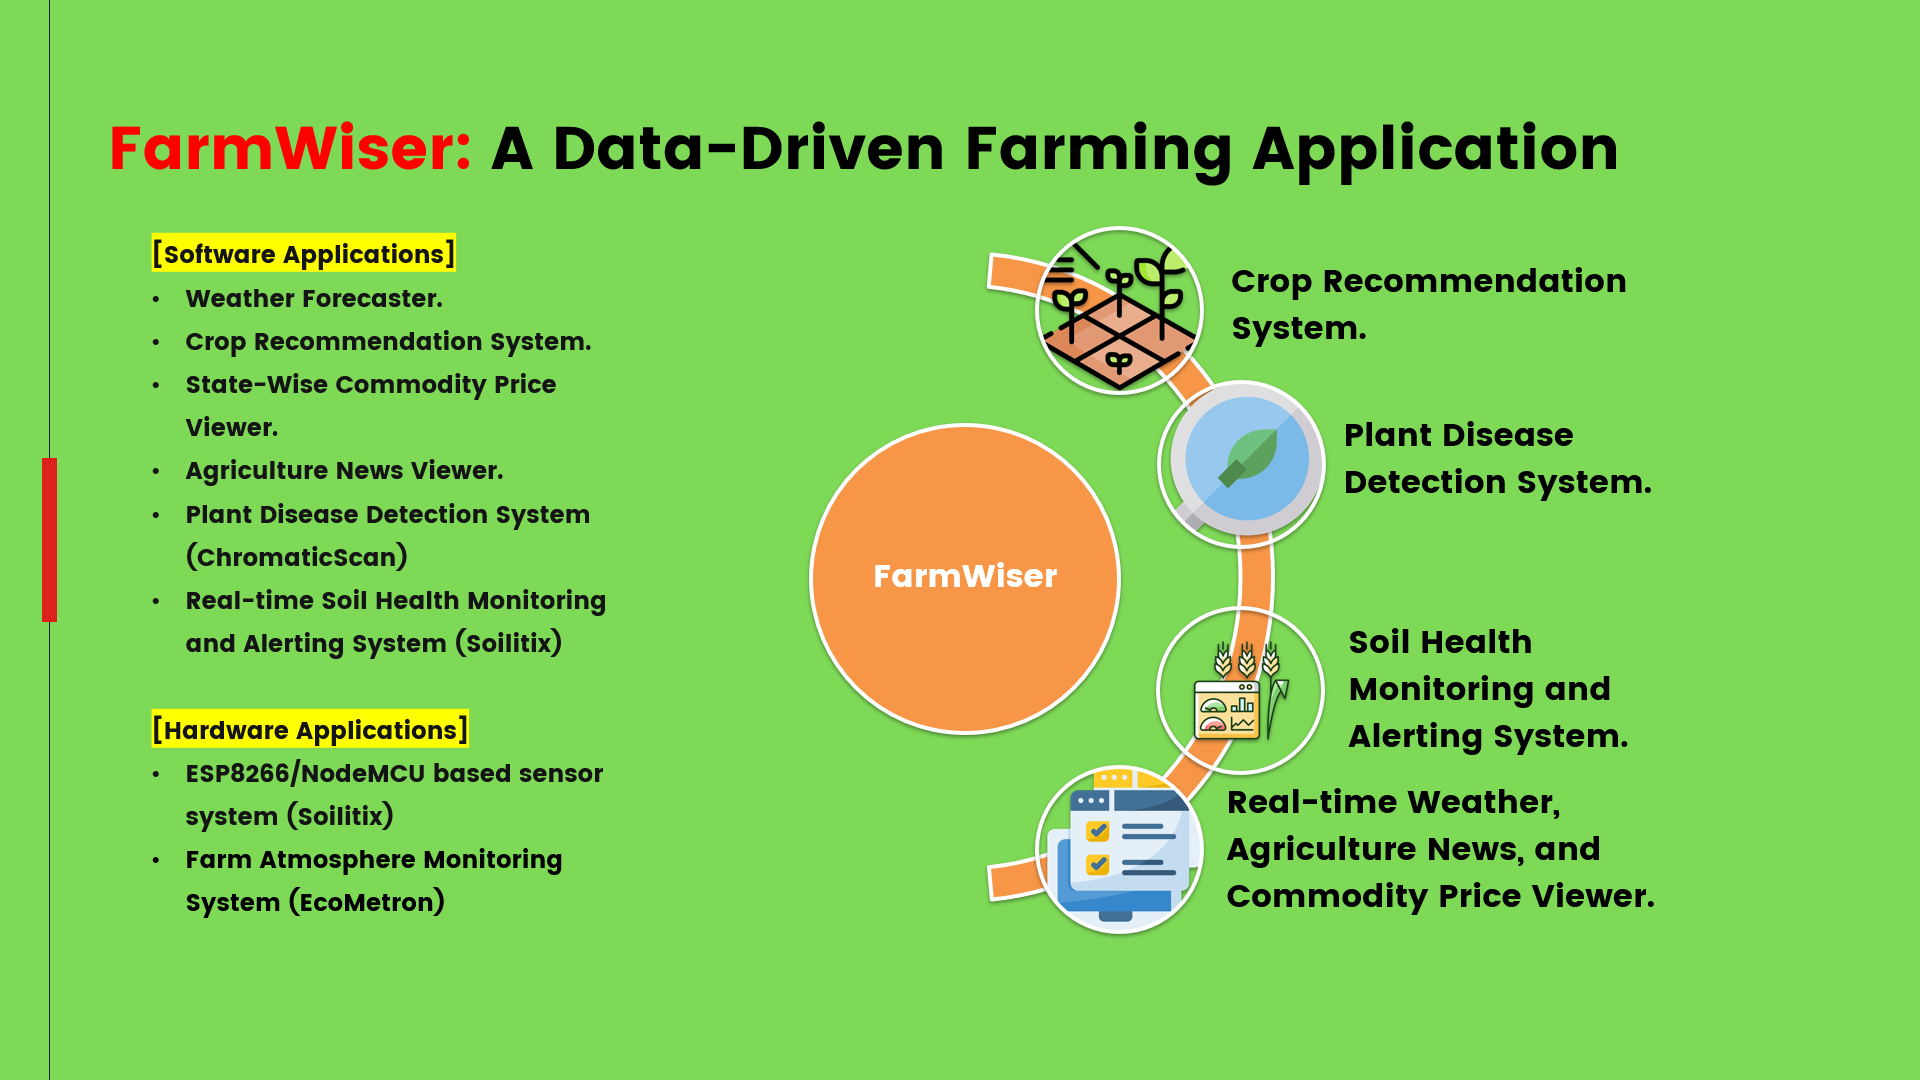 FarmWiser: A Data-Driven Farming Application
[Software Applications]
• Weather Forecaster.
• Crop Recommendation System.
• State-Wise Commodity Price
Viewer.
• Agriculture News Viewer.
• Plant Disease Detection System
(ChromaticScan)
• Real-time Soil Health Monitoring
and Alerting System (Soilitix)
[Hardware Applications]
• ESP8266/NodeMCU based sensor
system (Soilitix)
• Farm Atmosphere Monitoring
System (EcoMetron)
FarmWiser
Crop Recommendation
System.
Plant Disease
Detection System.
Soil Health
Monitoring and
Alerting System.
Real-time Weather,
Agriculture News, and
Commodity Price Viewer.